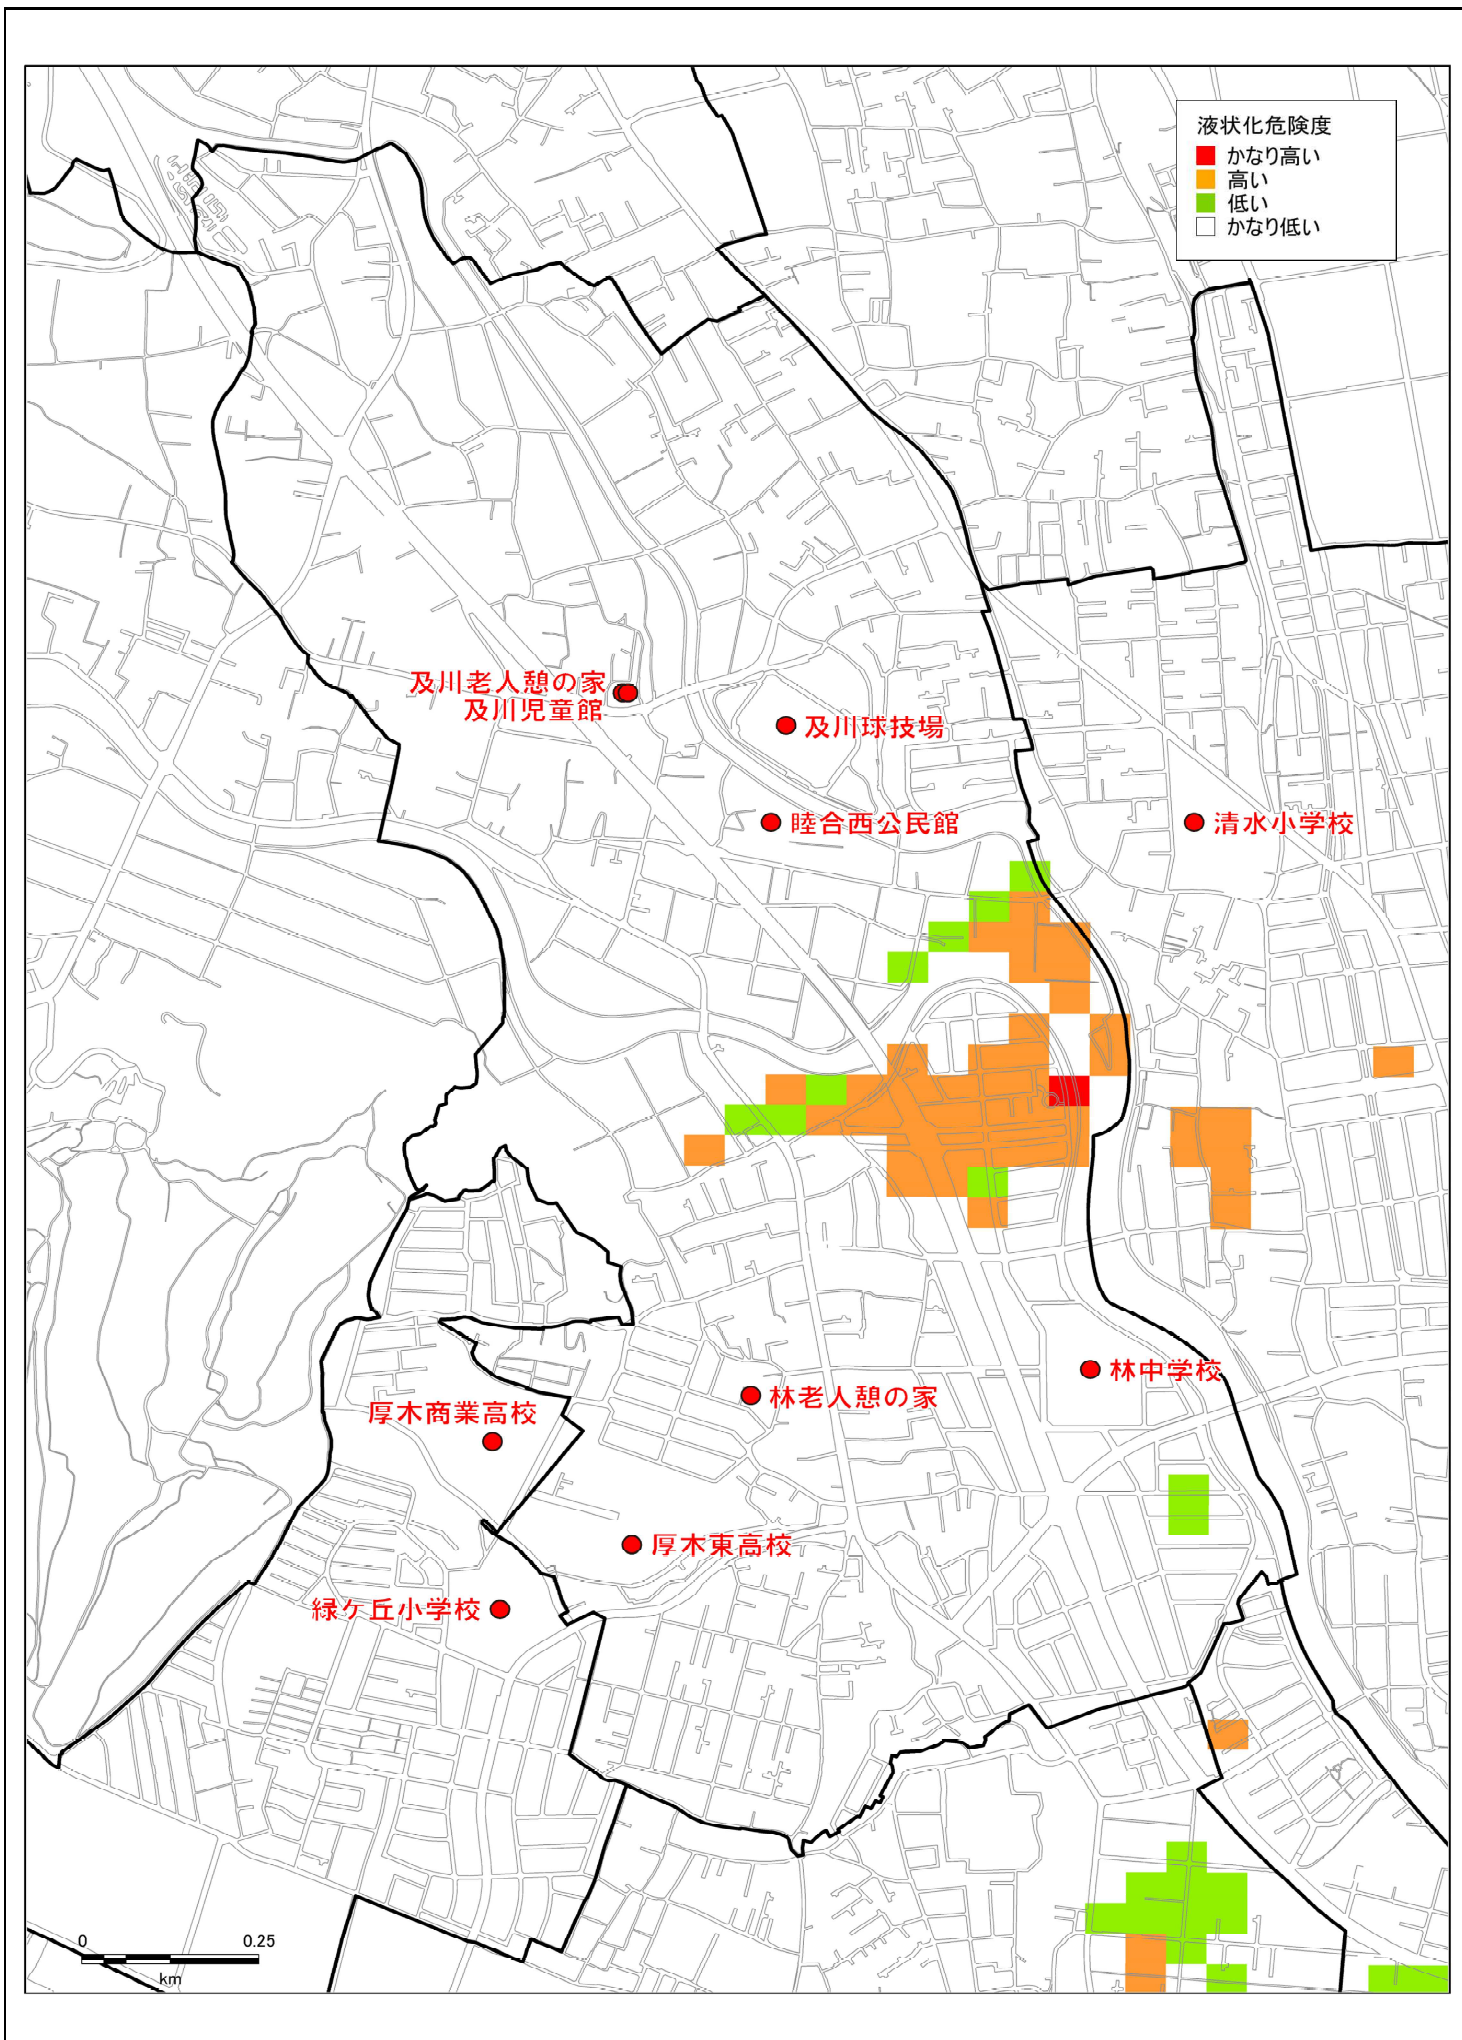 液状化危険度
かなり高い
高い
低い
かなり低い
及川老人憩の家
及川児童館
及川球技場
睦合西公民館
清水小学校
林中学校
林老人憩の家
厚木商業高校
厚木東高校
緑ケ丘小学校
0 0.25
km